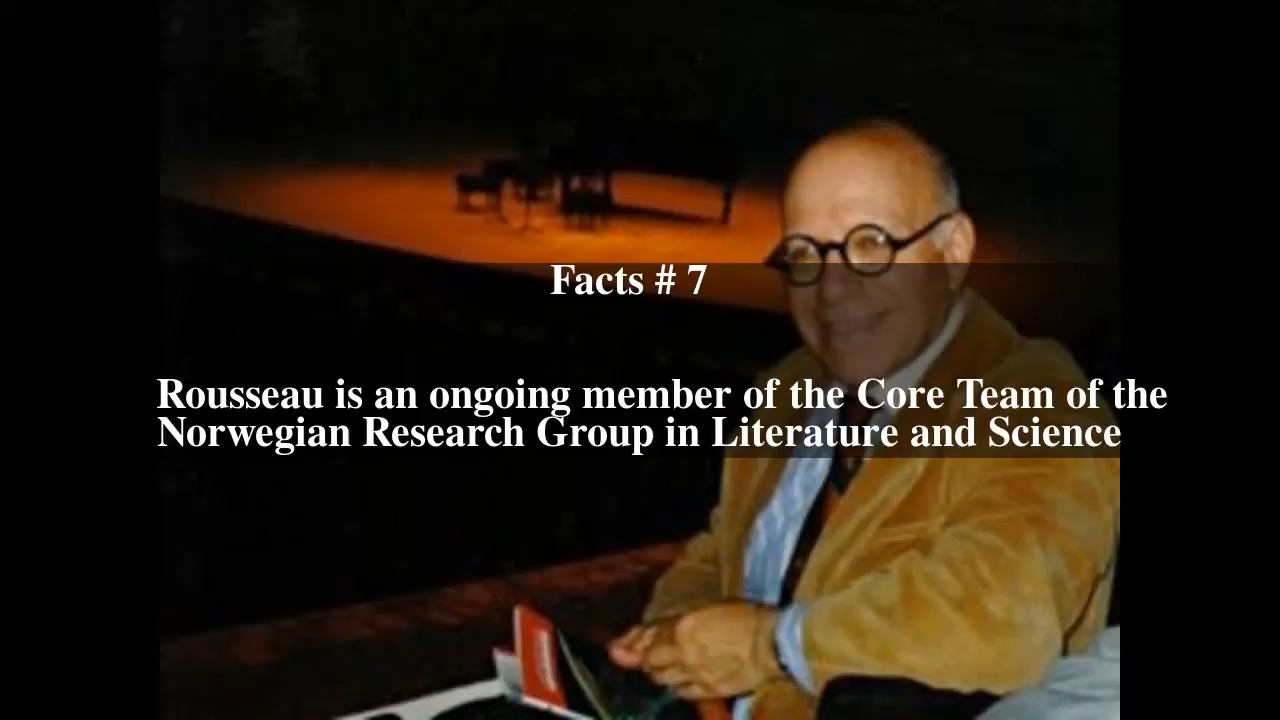 Facts # 7
Rousseau is an ongoing member of the Core Team of the
Norwegian Research Group in Literature and Science